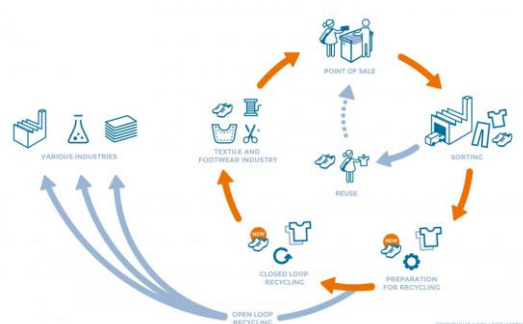 POINT OF SALE
VARIOUS INDUSTRIES
TEXTILE AND
FOOTWEAR INDUSTRY
SORTING
REUSE
NEW
NEW
CLOSED LOOP
RECYCLING
PREPARATION
FOR RECYCLING
OPEN LOOP
RECYCLING